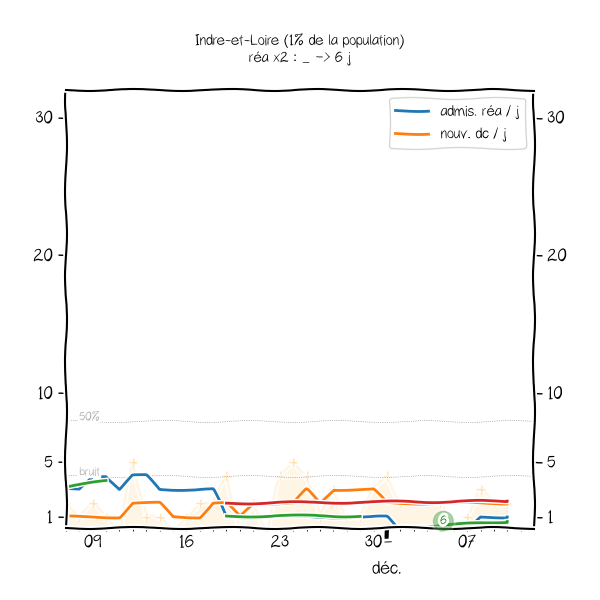 Indre-et-Loire (1% de la population)
réa x2 : _ -> 6 j
admis. réa / j
nouv. dc / j
30
30
20
20
10
10
50%
5
5
bruit
1
1
6
09
16
23
30
07
déc.